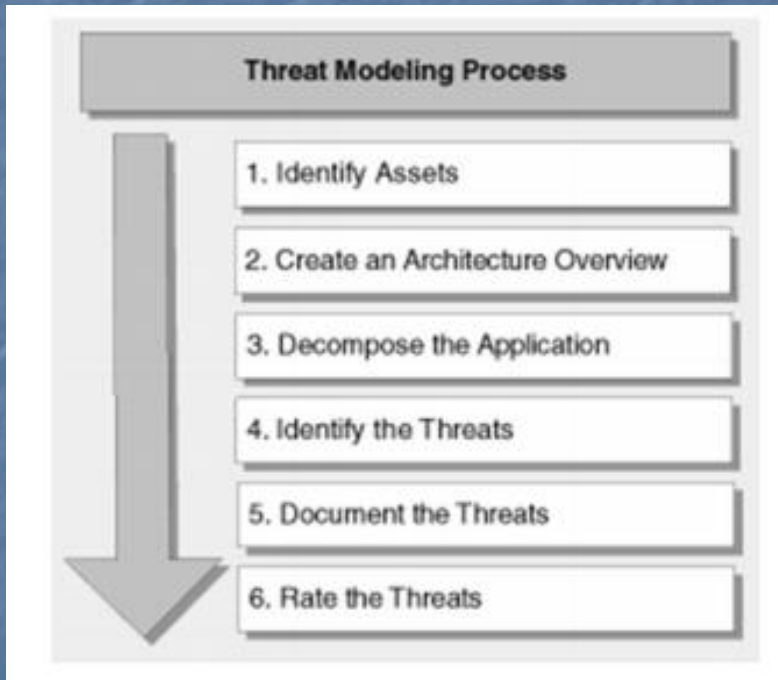 Threat Modeling Process
1. Identify Assets
2. Create an Architecture Overview
3. Decompose the Application
4. Identify the Threats
5. Document the Threats
6. Rate the Threats